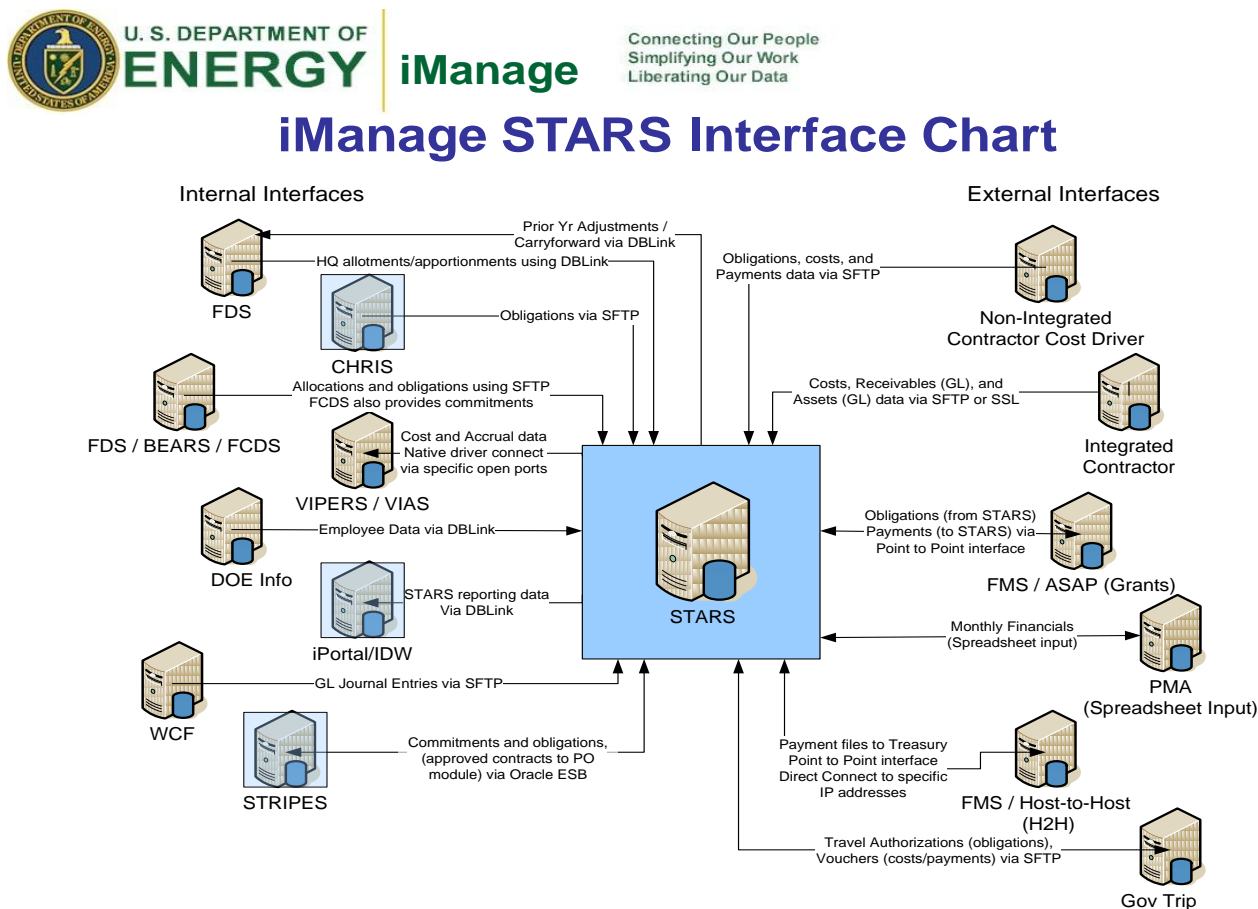 U. S. DEPARTMENT OF
ENERGY
iManage
Connecting Our People
Simplifying Our Work
Liberating Our Data
iManage STARS Interface Chart
Internal Interfaces
External Interfaces
Prior Yr Adjustments /
Carryforward via DBLink
HQ allotments/apportionments using DBLink
FDS
Obligations via SFTP
CHRIS
Allocations and obligations using SFTP
FCDS also provides commitments
FDS / BEARS / FCDS
Cost and Accrual data
Native driver connect
via specific open ports
VIPERS / VIAS
Employee Data via DBLink
DOE Info
STARS reporting data
Via DBLink
iPortal/IDW
GL Journal Entries via SFTP
WCF
Commitments and obligations,
(approved contracts to PO
module) via Oracle ESB
STRIPES
STARS
Obligations, costs, and
Payments data via SFTP
Non-Integrated
Contractor Cost Driver
Costs, Receivables (GL), and
Assets (GL) data via SFTP or SSL
Integrated
Contractor
Obligations (from STARS)
Payments (to STARS) via
Point to Point interface
FMS / ASAP (Grants)
Monthly Financials
(Spreadsheet input)
PMA
(Spreadsheet Input)
Payment files to Treasury
Point to Point interface
Direct Connect to specific
IP addresses
FMS / Host-to-Host
(H2H)
Travel Authorizations (obligations),
Vouchers (costs/payments) via SFTP
Gov Trip